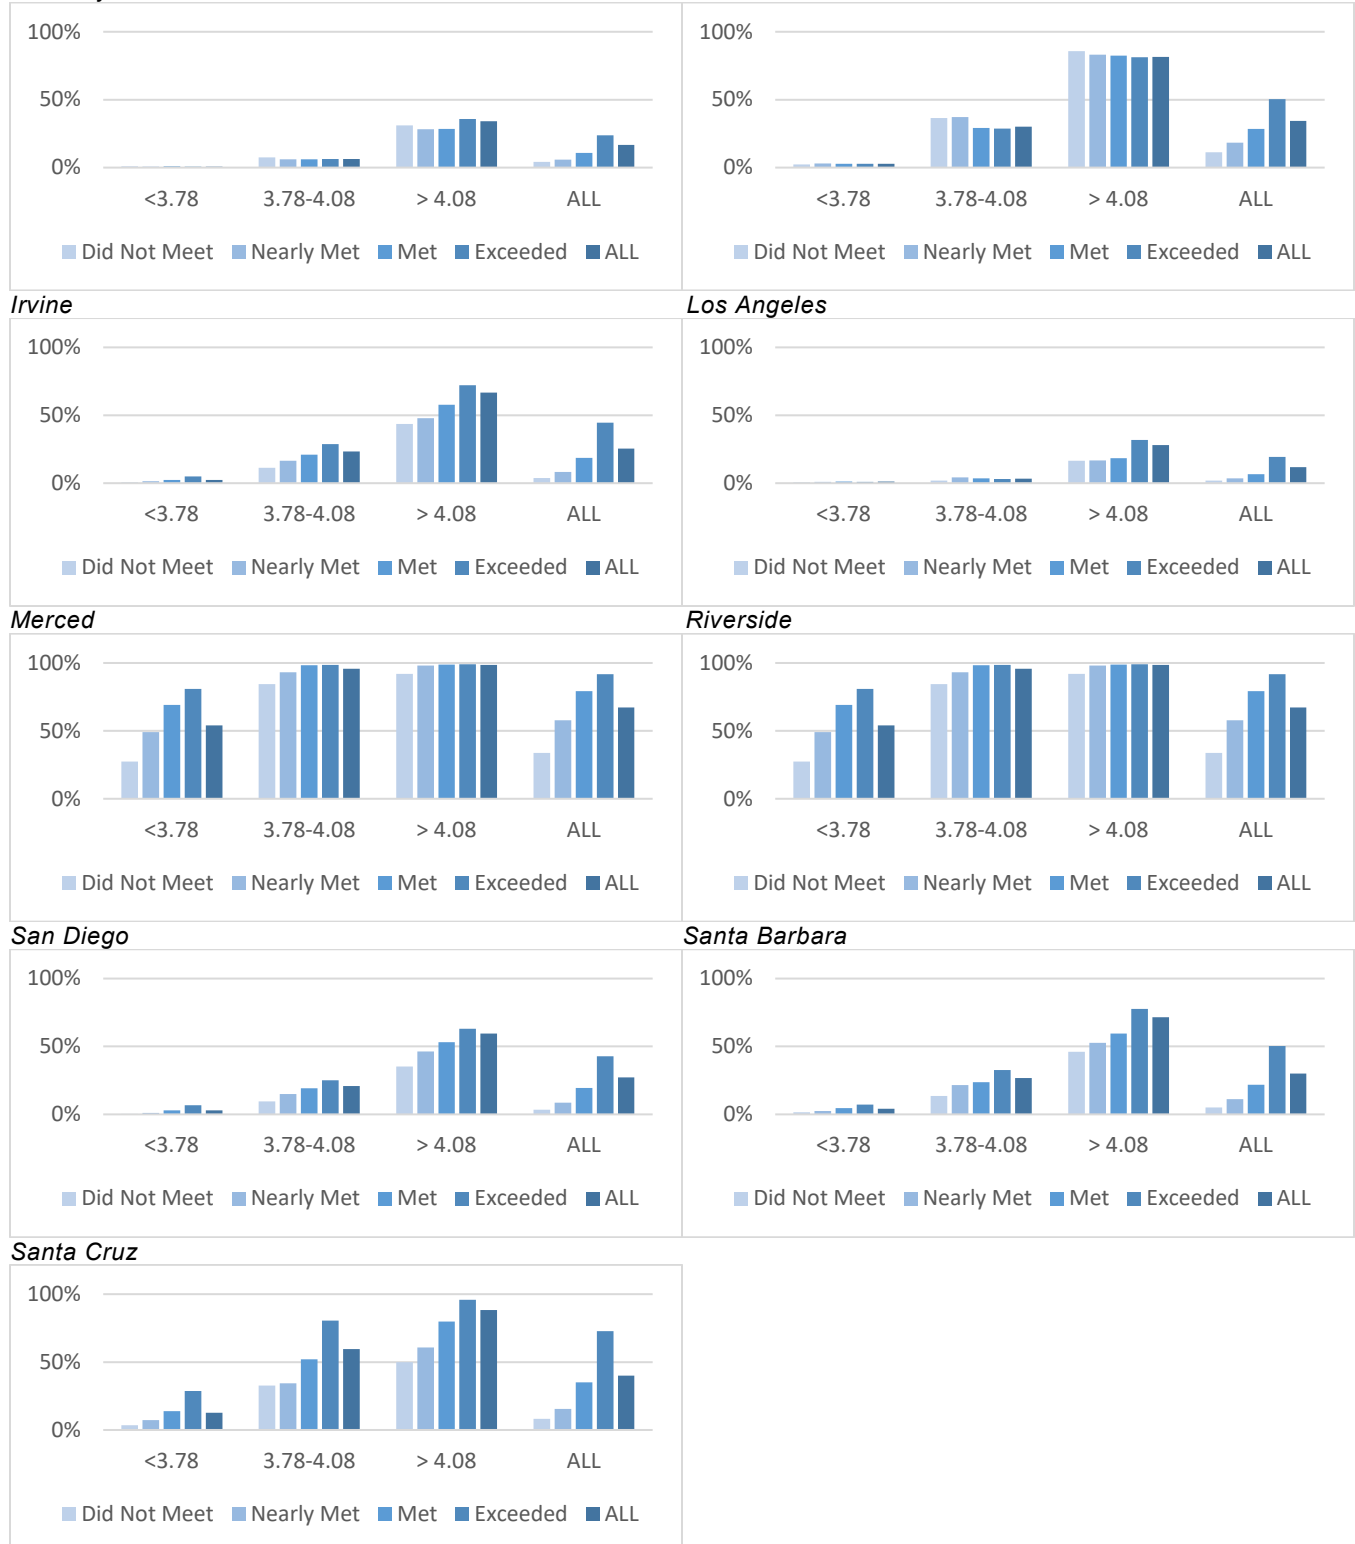 100% 100%
50% 50%
0% 0%
<3.78 3.78-4.08 > 4.08 ALL <3.78 3.78-4.08 > 4.08 ALL
Did Not Meet Nearly Met Met Exceeded ALL Did Not Meet Nearly Met Met Exceeded ALL
Irvine Los Angeles
100% 100%
50% 50%
0% 0%
<3.78 3.78-4.08 > 4.08 ALL <3.78 3.78-4.08 > 4.08 ALL
Did Not Meet Nearly Met Met Exceeded ALL Did Not Meet Nearly Met Met Exceeded ALL
Merced Riverside
100% 100%
50% 50%
0% 0%
<3.78 3.78-4.08 > 4.08 ALL <3.78 3.78-4.08 > 4.08 ALL
Did Not Meet Nearly Met Met Exceeded ALL Did Not Meet Nearly Met Met Exceeded ALL
San Diego Santa Barbara
100% 100%
50% 50%
0% 0%
<3.78 3.78-4.08 > 4.08 ALL <3.78 3.78-4.08 > 4.08 ALL
Did Not Meet Nearly Met Met Exceeded ALL Did Not Meet Nearly Met Met Exceeded ALL
Santa Cruz
100%
50%
0%
<3.78 3.78-4.08 > 4.08 ALL
Did Not Meet Nearly Met Met Exceeded ALL